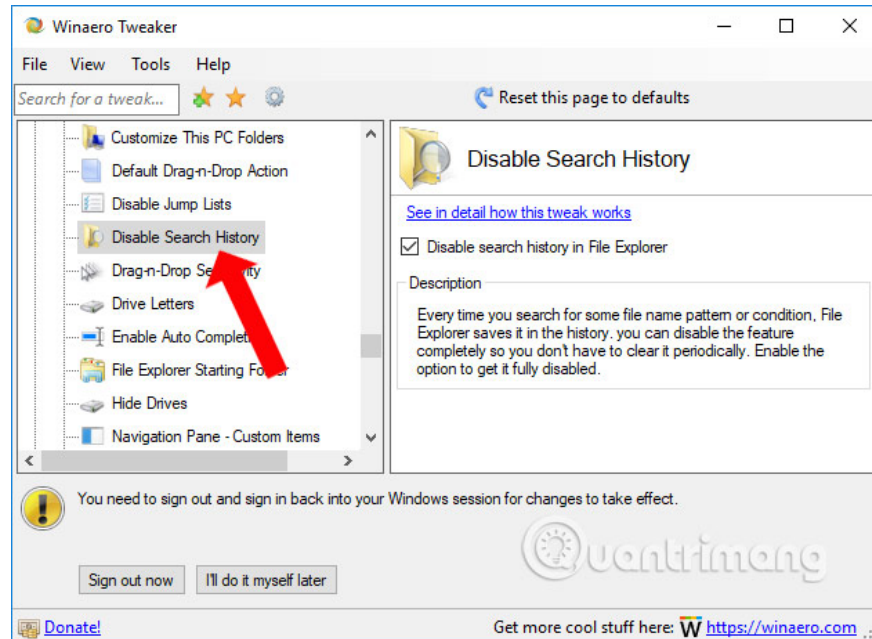 Winaero Tweaker
File View Tools Help
Search for a tweak...
Reset this page to defaults
Customize This PC Folders
Default Drag-n-Drop Action
Disable Jump Lists
Disable Search History
Drag-n-Drop
Drive Letters
Enable Auto
File Explorer Starting
Hide Drives
Navigation Pane - Custom Items
Disable Search History
See in detail how this tweak works
Disable search history in File Explorer
Description
Every time you search for some file name pattern or condition, File
Explorer saves it in the history. you can disable the feature
completely so you don't have to clear it periodically. Enable the
option to get it fully disabled.
You need to sign out and sign in back into your Windows session for changes to take effect.
Sign out now
I'll do it myself later
Quantrimang
Donate!
Get more cool stuff here: W https://winaero.com